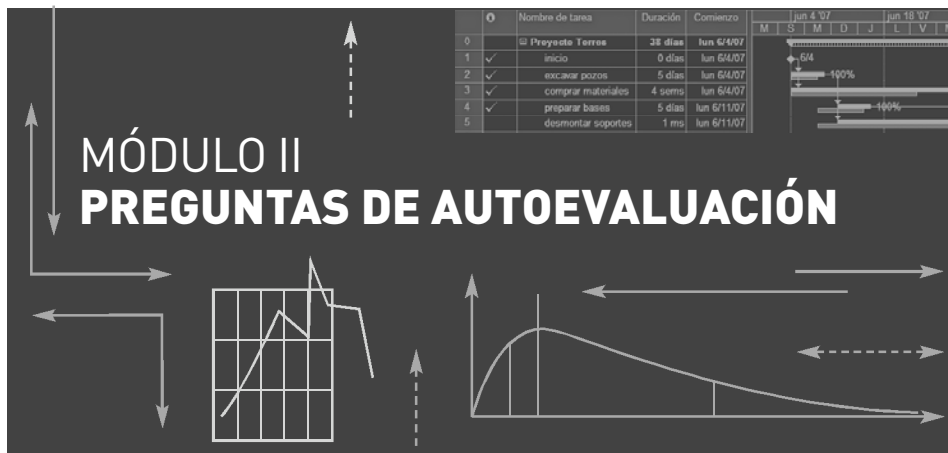 Nombre de tarea Duración Comienzo jun 4 '07 jun 18 '07
M S M D J L V
0 Proyecto Terros 38 días lun 6/4/07
1 inicio 0 días lun 6/4/07 6/4
2 excavar pozos 5 días lun 6/4/07 100%
3 comprar materiales 4 sems lun 6/4/07
4 preparar bases 5 días lun 6/11/07 100%
5 desmontar soportes 1 ms lun 6/11/07
MÓDULO II
PREGUNTAS DE AUTOEVALUACIÓN